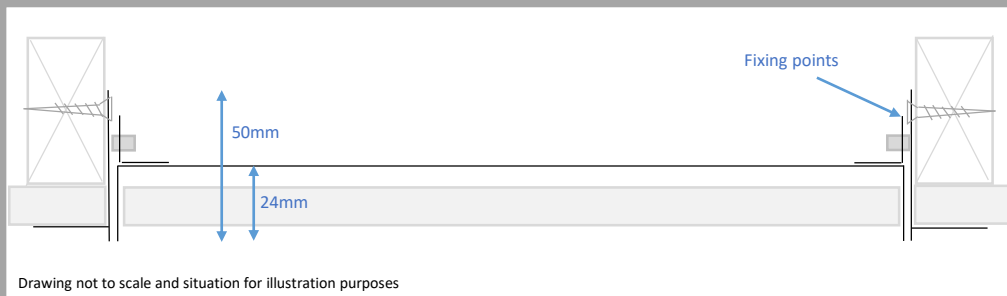 Fixing points
50mm
24mm
Drawing not to scale and situation for illustration purposes